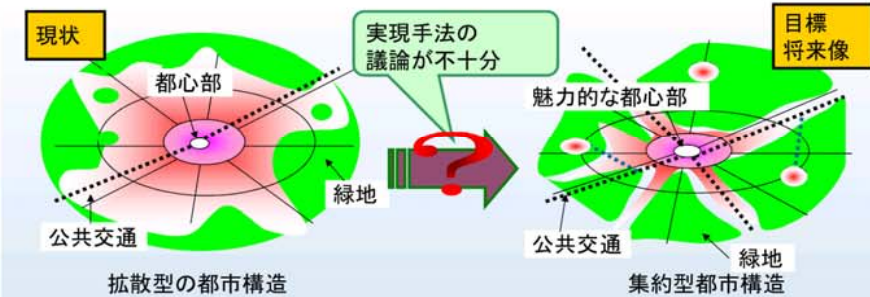 現状
都心部
緑地
公共交通
拡散型の都市構造
実現手法の
議論が不十分
?
目標
将来像
魅力的な都心部
公共交通
緑地
集約型都市構造